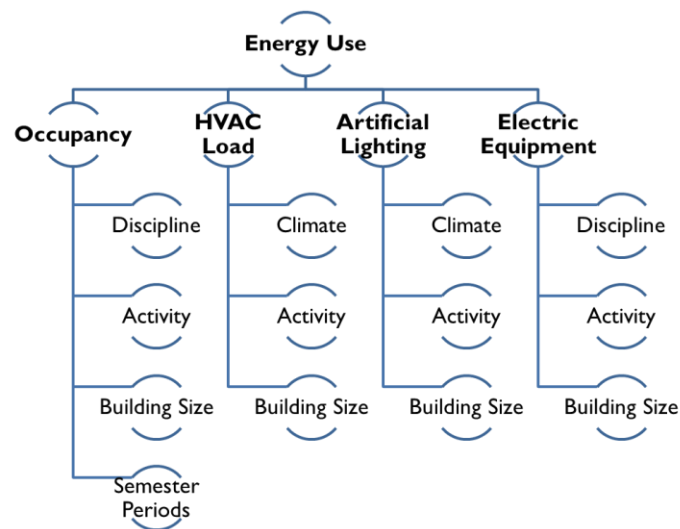 Energy Use
Occupancy
HVAC
Load
Artificial
Lighting
Electric
Equipment
Discipline
Climate
Climate
Discipline
Activity
Activity
Activity
Activity
Building Size
Building Size
Building Size
Building Size
Semester
Periods